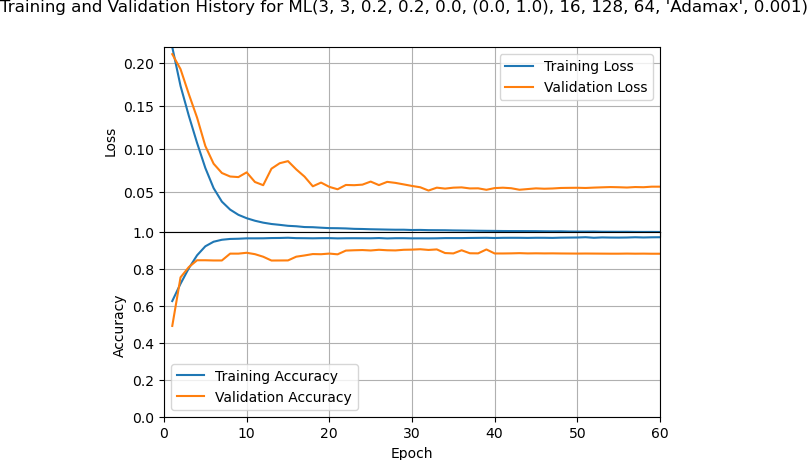 Training and Validation History for ML(3, 3, 0.2, 0.2, 0.0, (0.0, 1.0), 16, 128, 64, 'Adamax', 0.001)
Training Loss
Validation Loss
Loss
0.20
0.15
0.10
0.05
1.0
0.8
0.6
0.4
0.2
0.0
Accuracy
Training Accuracy
Validation Accuracy
0 10 20 30 40 50 60
Epoch